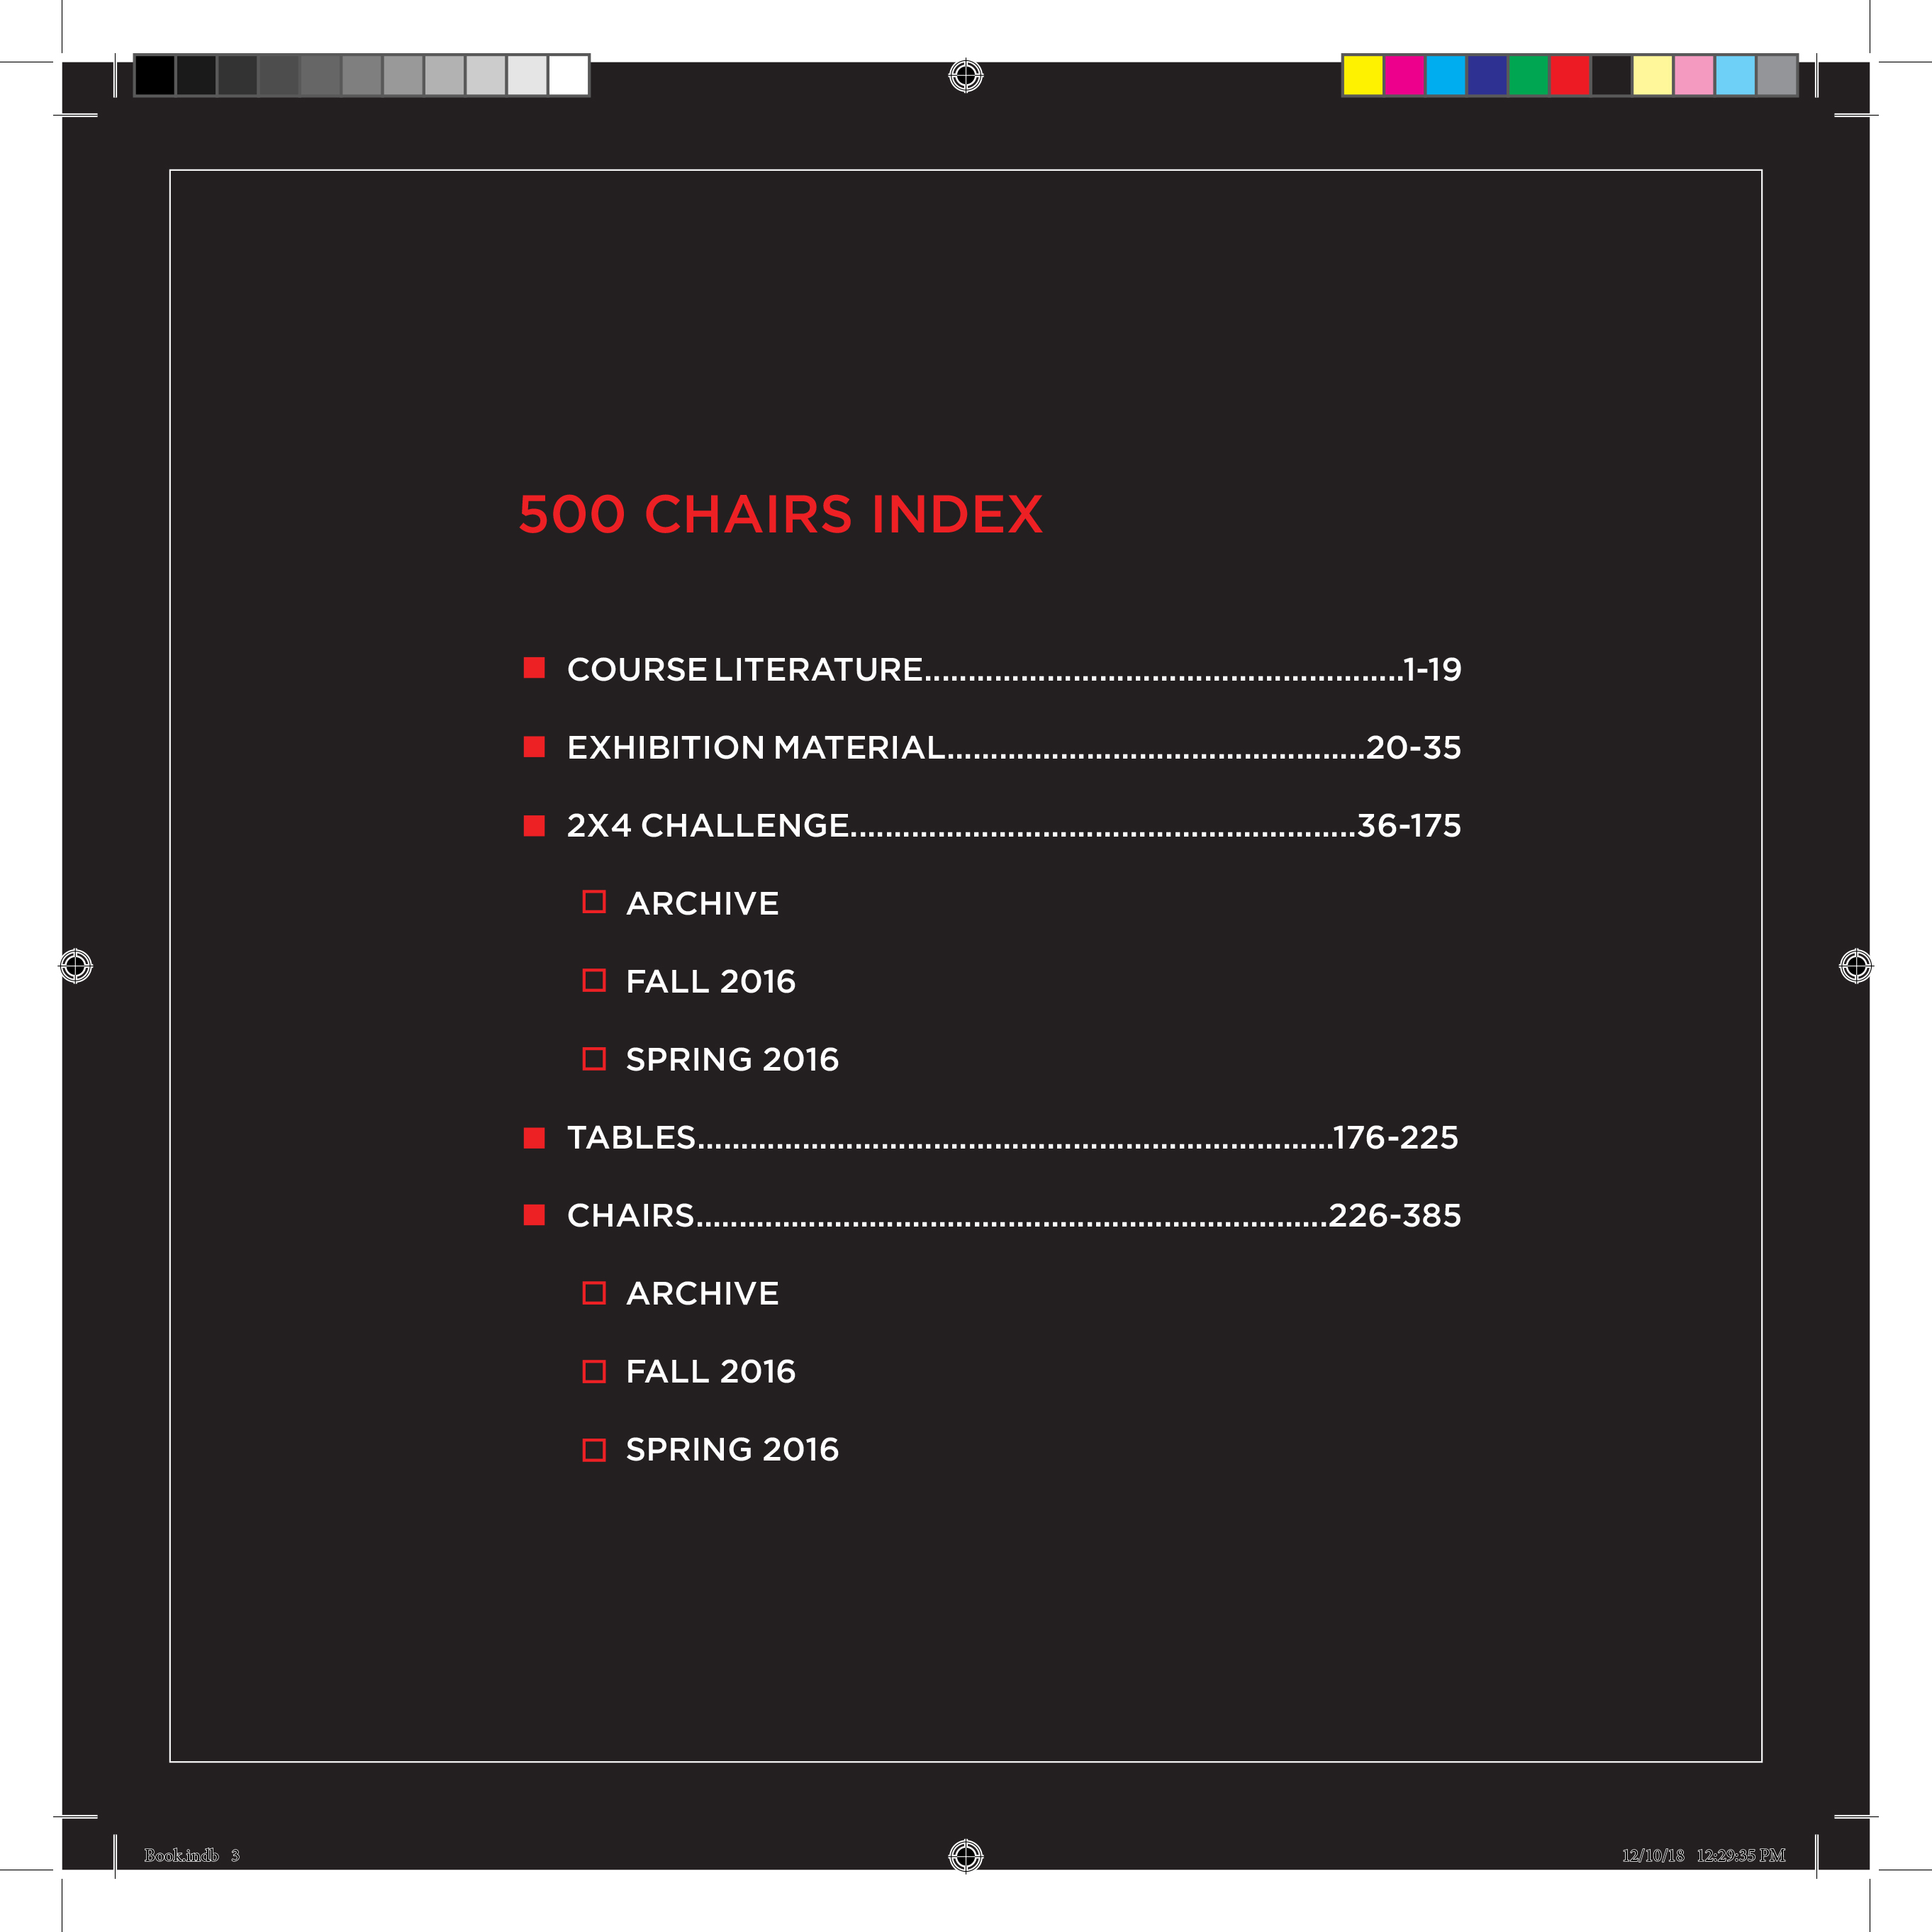 500 CHAIRS INDEX
COURSE LITERATURE.......................................................1-19
EXHIBITION MATERIAL................................................20-35
2X4 CHALLENGE..........................................................36-175
ARCHIVE
FALL 2016
SPRING 2016
TABLES.........................................................................176-225
CHAIRS.........................................................................226-385
ARCHIVE
FALL 2016
SPRING 2016
Book.indb 3 12/10/18 12:29:35 PM